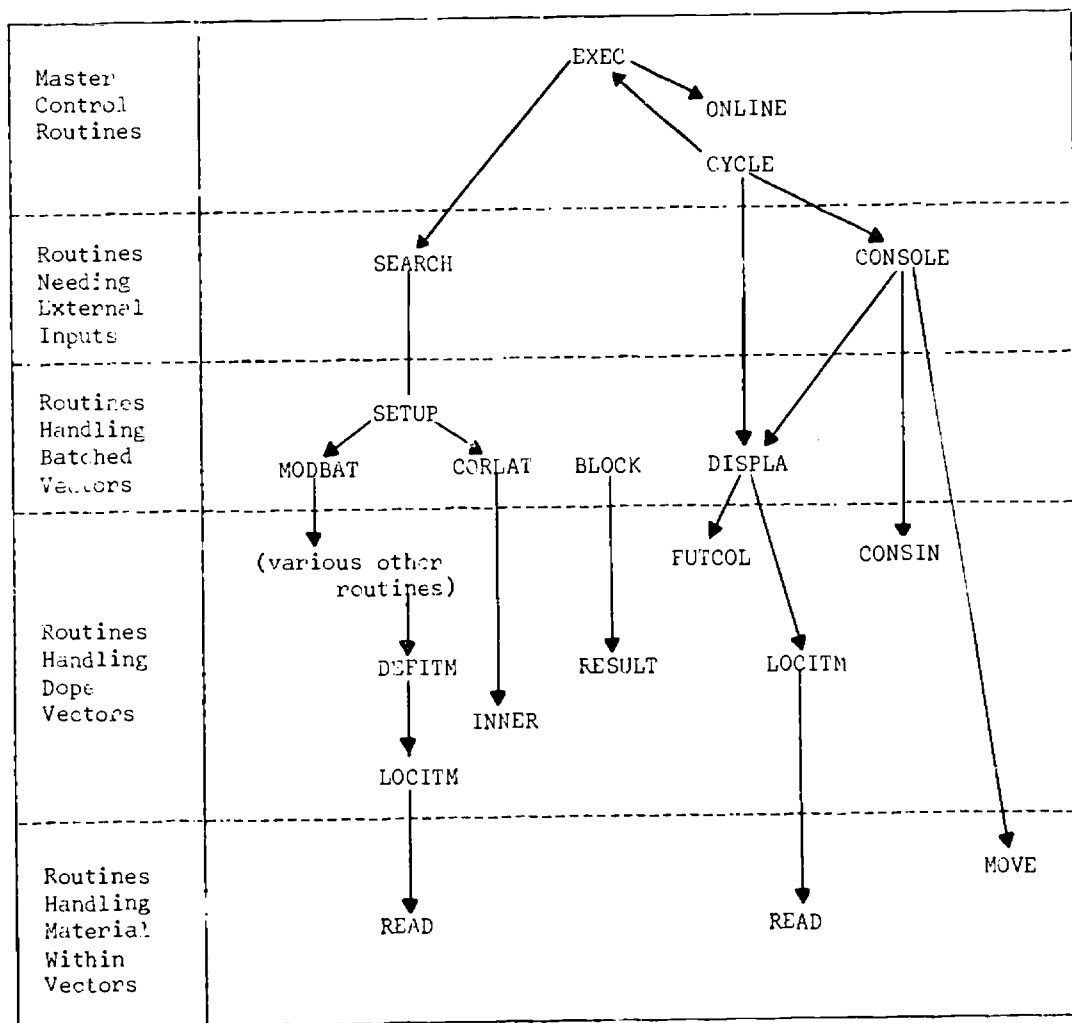 Master
Control
Routines
EXEC
ONLINE
CYCLE
Routines
Needing
External
Inputs
SEARCH
CONSOLE
Routines
Handling
Batched
Vectors
SETUP
MODBAT
CORLAT
BLOCK
DISPLA
(various other
routines)
FUTCOL
CONSIN
Routines
Handling
Dope
Vectors
DEFITM
RESULT
LOCITM
INNER
LOCITM
Routines
Handling
Material
Within
Vectors
MOVE
READ
READ